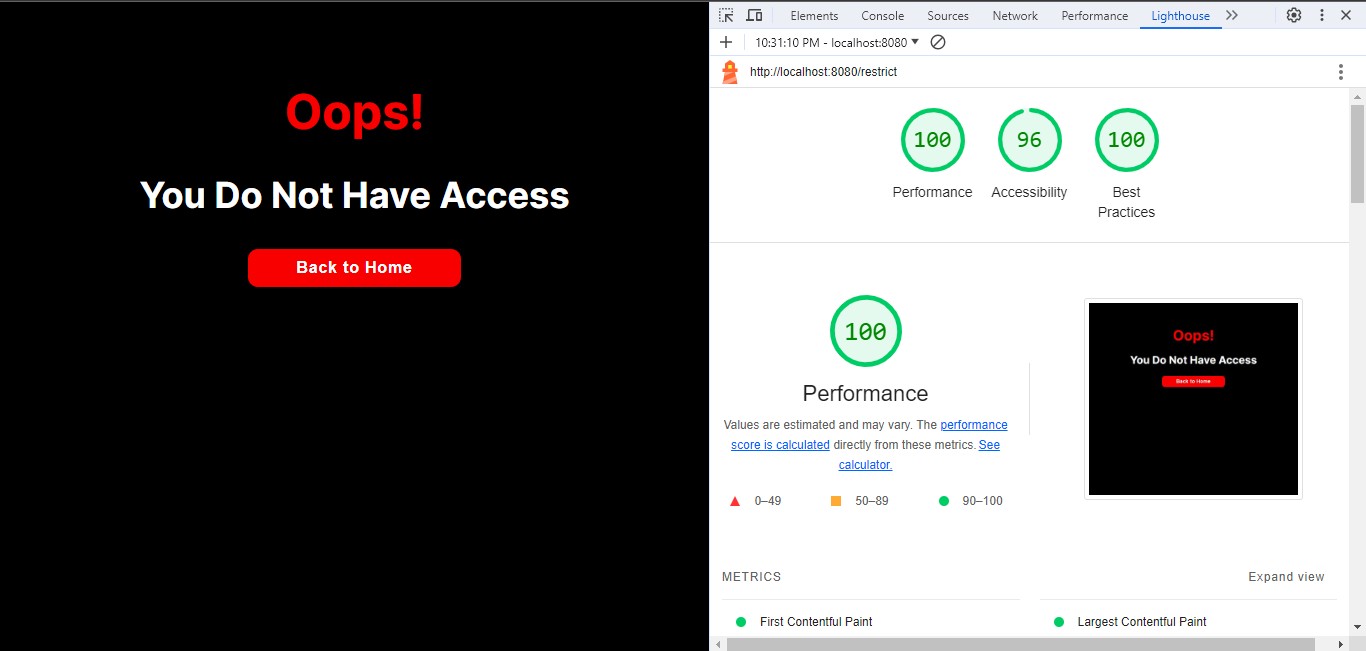 Oops!
You Do Not Have Access
Back to Home
Elements Console Sources Network Performance Lighthouse
10:31:10 PM - localhost:8080
http://localhost:8080/restrict
100 96 100
Performance Accessibility Best
Practices
100
Performance
Values are estimated and may vary. The performance
score is calculated directly from these metrics. See
calculator.
0–49 50–89 90–100
Oops!
You Do Not Have Access
Back to Home
METRICS Expand view
First Contentful Paint Largest Contentful Paint